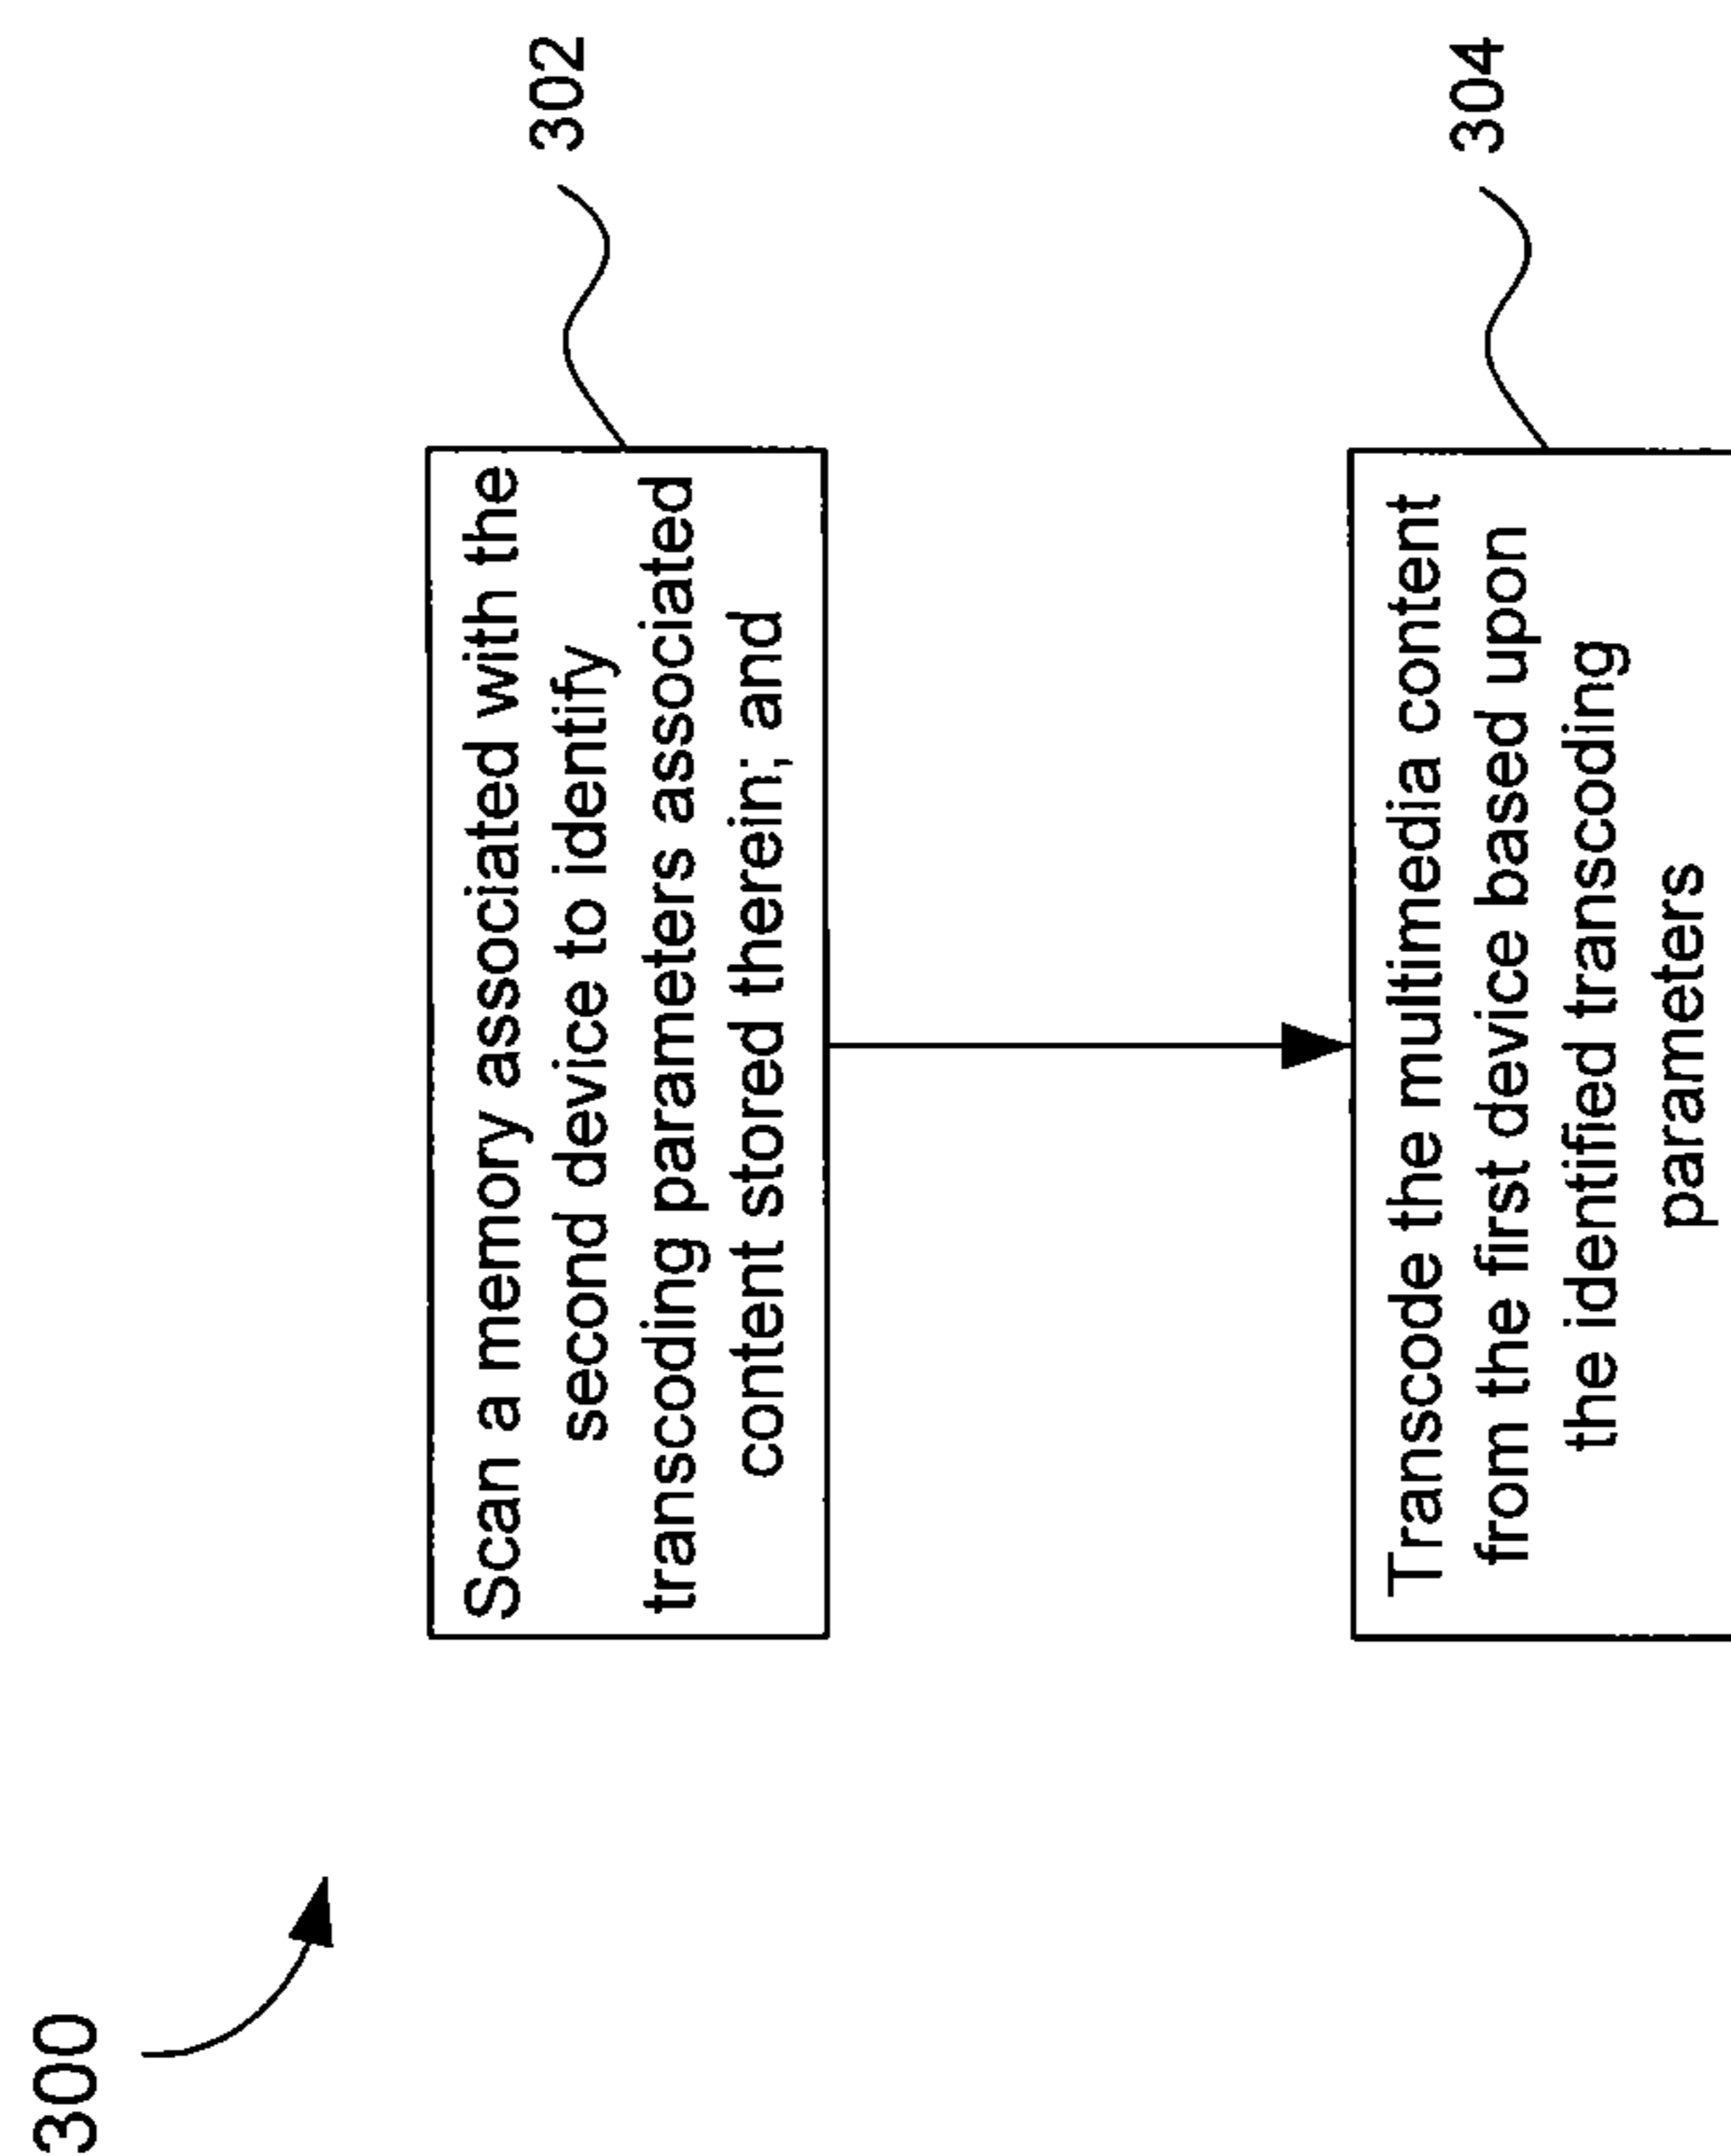 300
Scan a memory associated with the
second device to identify
transcoding parameters associated
content stored therein; and
302
Transcode the multimedia content
from the first device based upon
the identified transcoding
parameters
304